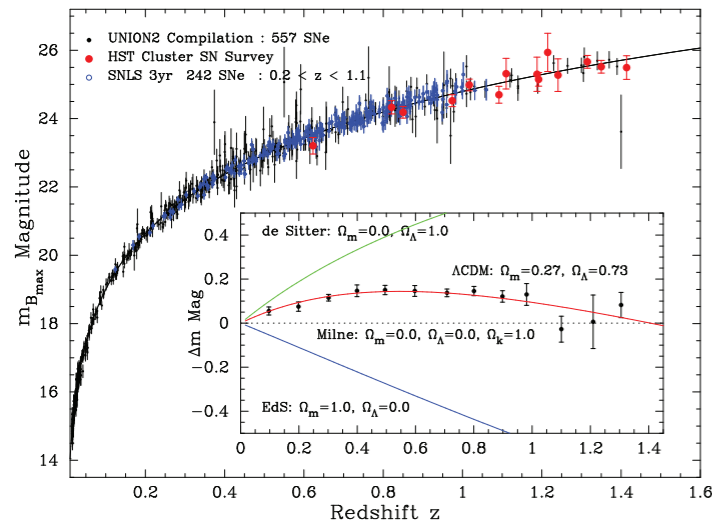 UNION2 Compilation : 557 SNe
HST Cluster SN Survey
SNLS 3yr 242 SNe : 0.2 < z < 1.1
m_Bmax Magnitude
26
24
22
20
18
16
14
0.2 0.4 0.6 0.8 1 1.2 1.4 1.6
Redshift z
Δm Mag
0.4
0.2
0
−0.2
−0.4
de Sitter: Ω_m=0.0, Ω_Λ=1.0
ΛCDM: Ω_m=0.27, Ω_Λ=0.73
Milne: Ω_m=0.0, Ω_Λ=0.0, Ω_k=1.0
EdS: Ω_m=1.0, Ω_Λ=0.0
0 0.2 0.4 0.6 0.8 1.0 1.2 1.4